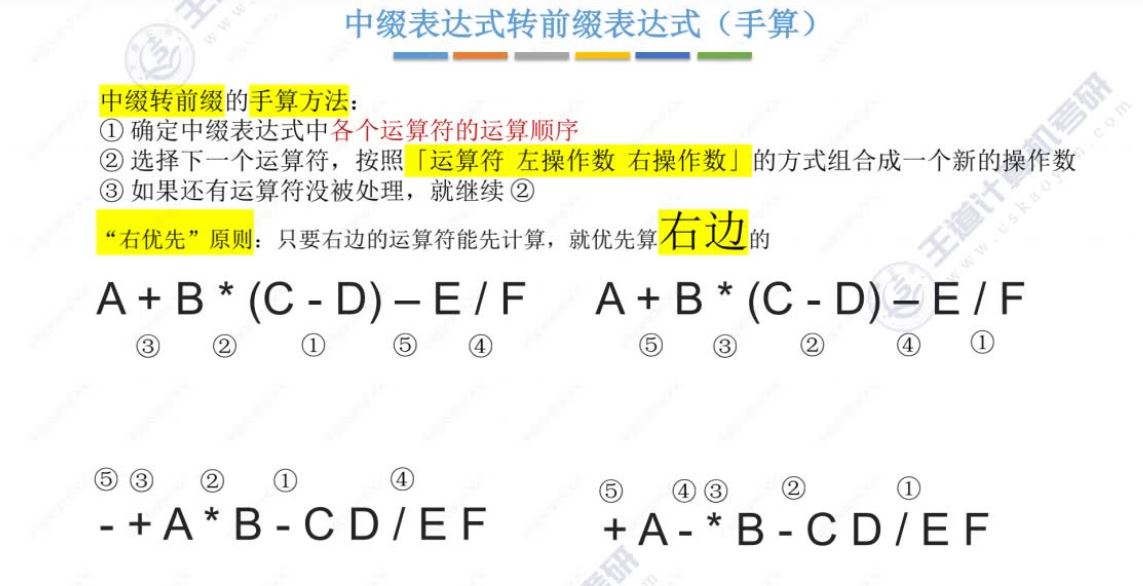 中缀表达式转前缀表达式（手算）
中缀转前缀的手算方法：
① 确定中缀表达式中各个运算符的运算顺序
② 选择下一个运算符，按照「运算符 左操作数 右操作数」的方式组合成一个新的操作数
③ 如果还有运算符没被处理，就继续 ②
“右优先”原则：只要右边的运算符能先计算，就优先算右边的
A + B * (C - D) – E / F
A + B * (C - D) – E / F
③ ② ① ⑤ ④
⑤ ③ ② ④ ①
⑤ ③ ② ① ④
⑤ ④ ③ ② ①
- + A * B - C D / E F
+ A - * B - C D / E F
王道计算机考研
www.cskaoyan.com